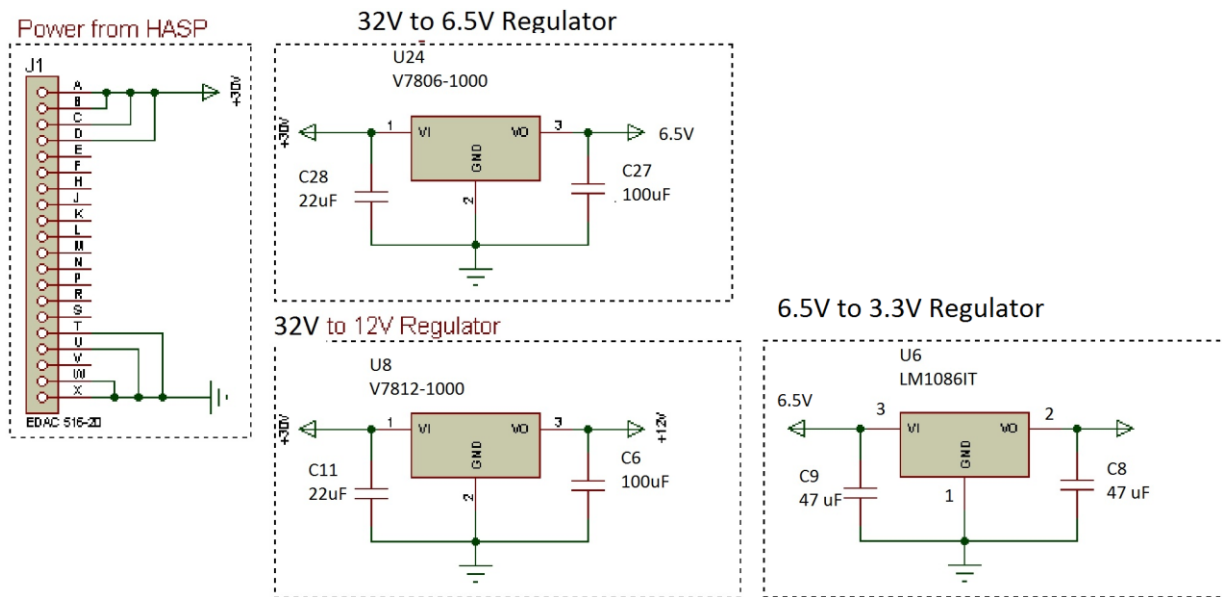 Power from HASP
J1
A
B
C
D
E
F
H
J
K
L
M
N
P
R
S
T
U
V
W
X
+30V
EDAC 516-20
32V to 6.5V Regulator
U24
V7806-1000
+30V
1
VI
VO
3
GND
2
6.5V
C28
22uF
C27
100uF
32V to 12V Regulator
U8
V7812-1000
+30V
1
VI
VO
3
GND
2
+12V
C11
22uF
C6
100uF
6.5V to 3.3V Regulator
U6
LM1086IT
6.5V
3
VI
VO
2
GND
1
C9
47 uF
C8
47 uF